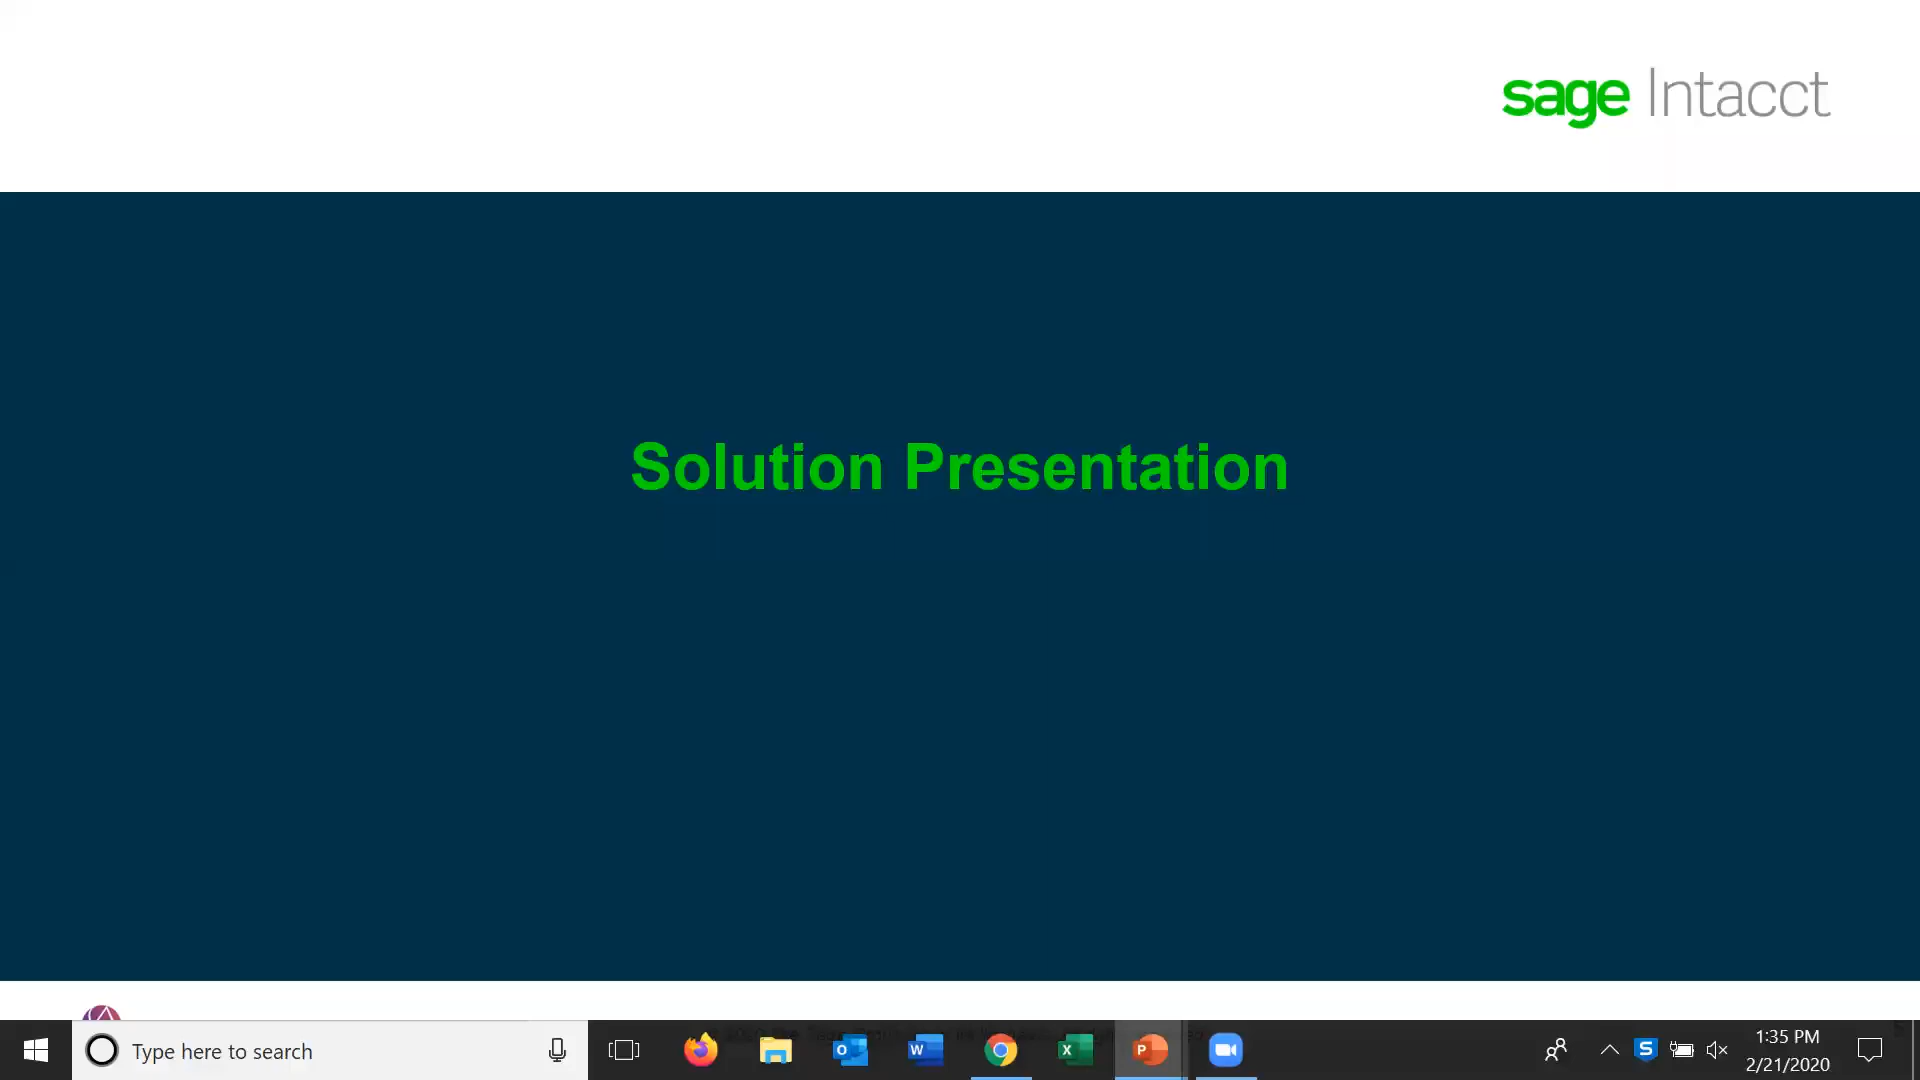 sage Intacct
Solution Presentation
Type here to search
1:35 PM
2/21/2020